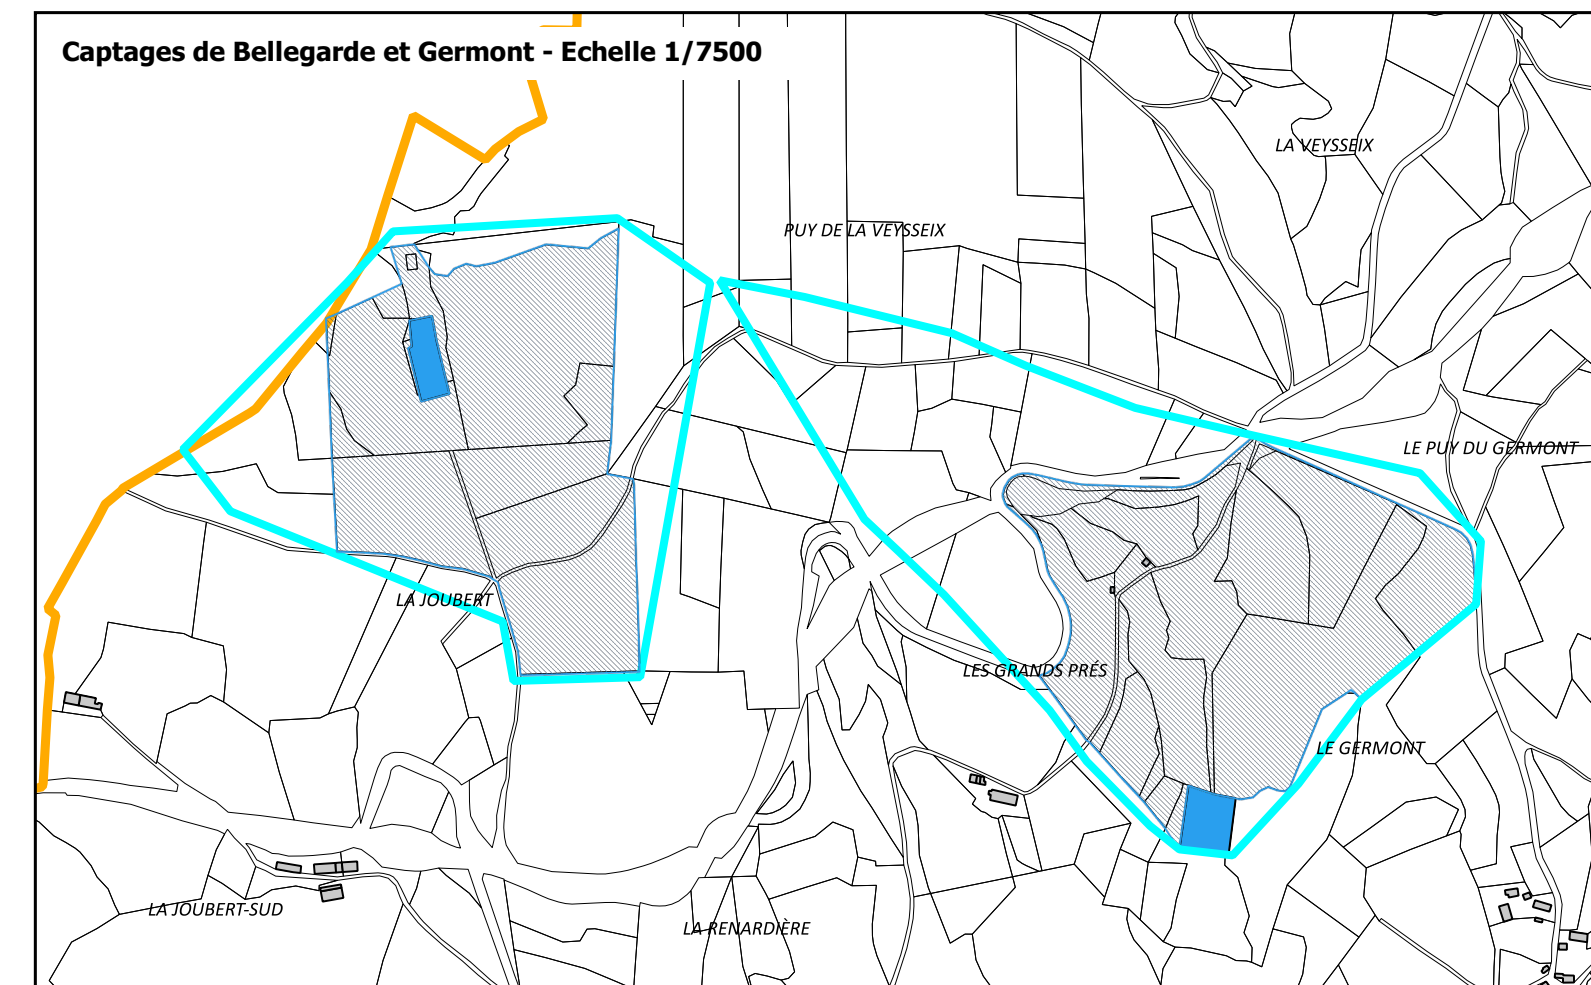 Captages de Bellegarde et Germont - Echelle 1/7500
LA VEYSSEIX
PUY DE LA VEYSSEIX
LE PUY DU GERMONT
LA JOUBERT
LES GRANDS PRÉS
LE GERMONT
LA JOUBERT-SUD
LA RENARDIÈRE